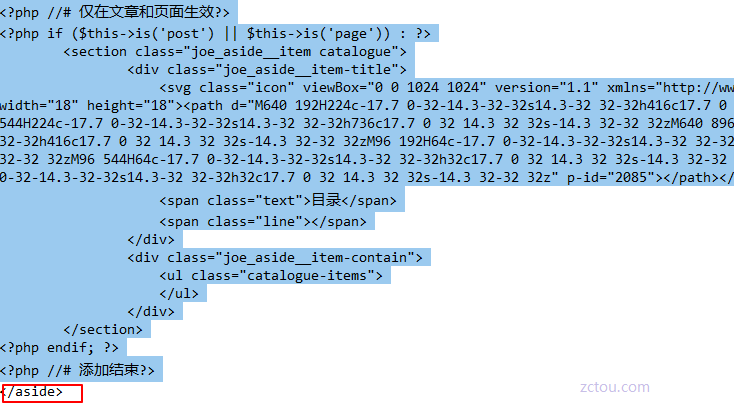 <?php //# 仅在文章和页面生效?>
<?php if ($this->is('post') || $this->is('page')) : ?>
<section class="joe_aside__item catalogue">
<div class="joe_aside__item-title">
<svg class="icon" viewBox="0 0 1024 1024" version="1.1" xmlns="http://ww
width="18" height="18"><path d="M640 192H224c-17.7 0-32-14.3-32-32s14.3-32 32-32h416c17.7 0
544H224c-17.7 0-32-14.3-32-32s14.3-32 32-32h736c17.7 0 32 14.3 32 32s-14.3 32-32 32zM640 896
32-32h416c17.7 0 32 14.3 32 32s-14.3 32-32 32zM96 192H64c-17.7 0-32-14.3-32-32s14.3-32 32-32
32-32 32zM96 544H64c-17.7 0-32-14.3-32-32s14.3-32 32-32h32c17.7 0 32 14.3 32 32s-14.3 32-32
0-32-14.3-32-32s14.3-32 32-32h32c17.7 0 32 14.3 32 32s-14.3 32-32 32z" p-id="2085"></path></
<span class="text">目录</span>
<span class="line"></span>
</div>
<div class="joe_aside__item-contain">
<ul class="catalogue-items">
</ul>
</div>
</section>
<?php endif; ?>
<?php //# 添加结束?>
</aside>
zctou.com